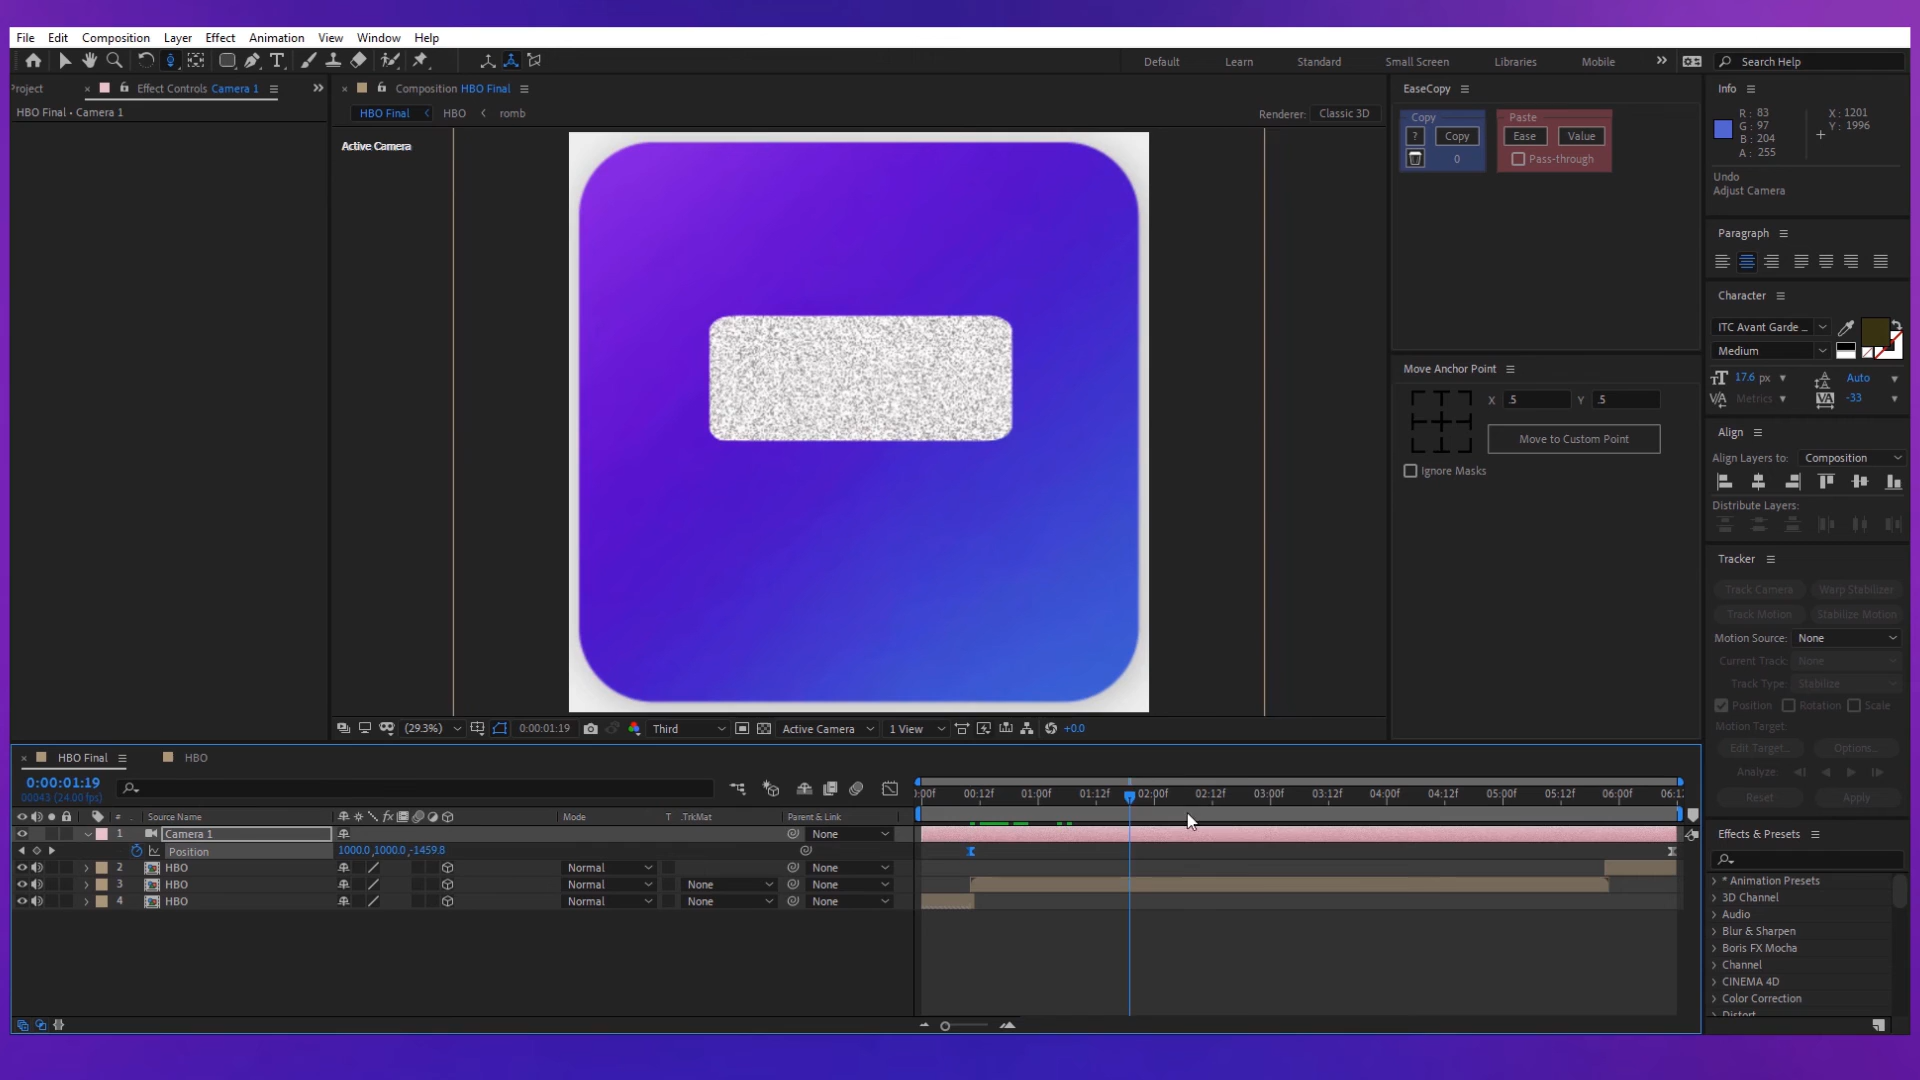 File Edit Composition Layer Effect Animation View Window Help
Default Learn Standard Small Screen Libraries Mobile Search Help
roject Effect Controls Camera 1
Composition HBO Final
EaseCopy
Info
HBO Final • Camera 1
HBO Final HBO romb
Renderer: Classic 3D
Copy
? Copy
0
Paste
Ease Value
Pass-through
R: 83
G: 97
B: 204
A: 255
X: 1201
Y: 1996
Undo
Adjust Camera
Active Camera
Paragraph
Character
ITC Avant Garde ...
Medium
17.6 px Auto
Metrics -33
Move Anchor Point
X .5 Y .5
Move to Custom Point
Ignore Masks
Align
Align Layers to: Composition
Distribute Layers:
Tracker
Track Camera Warp Stabilizer
Track Motion Stabilize Motion
Motion Source: None
Current Track: None
Track Type: Stabilize
Position Rotation Scale
Motion Target:
Edit Target... Options...
Analyze:
Reset Apply
(29.3%) 0:00:01:19 Third Active Camera 1 View +0.0
HBO Final HBO
0:00:01:19
00043 (24.00 fps)
:00f 00:12f 01:00f 01:12f 02:00f 02:12f 03:00f 03:12f 04:00f 04:12f 05:00f 05:12f 06:00f 06:1
# Source Name fx Mode T .TrkMat Parent & Link
1 Camera 1 None
Position 1000.0,1000.0,-1459.8
2 HBO Normal None
3 HBO Normal None None
4 HBO Normal None None
Effects & Presets
* Animation Presets
3D Channel
Audio
Blur & Sharpen
Boris FX Mocha
Channel
CINEMA 4D
Color Correction
Distort